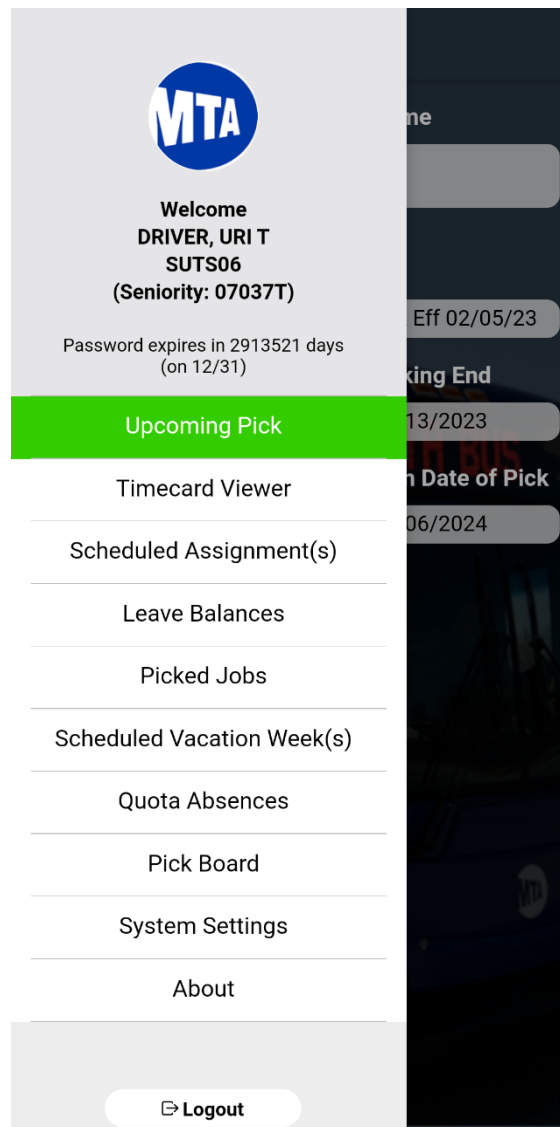 MTA
Welcome
DRIVER, URI T
SUTS06
(Seniority: 07037T)
Password expires in 2913521 days
(on 12/31)
Upcoming Pick
Timecard Viewer
Scheduled Assignment(s)
Leave Balances
Picked Jobs
Scheduled Vacation Week(s)
Quota Absences
Pick Board
System Settings
About
Logout
Eff 02/05/23
king End
13/2023
Date of Pick
06/2024
BUS
MTA